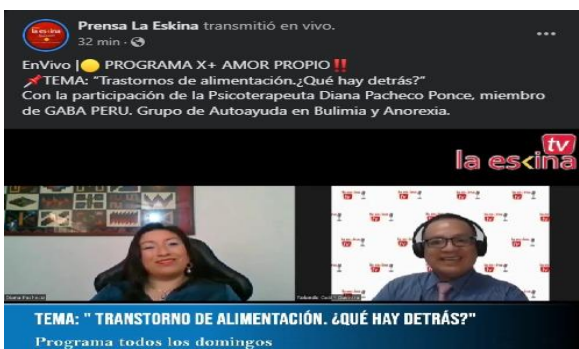 Prensa La Eskina transmitió en vivo.
32 min ·
EnVivo |🟡 PROGRAMA X+ AMOR PROPIO‼️
📌TEMA: "Trastornos de alimentación.¿Qué hay detrás?"
Con la participación de la Psicoterapeuta Diana Pacheco Ponce, miembro
de GABA PERU. Grupo de Autoayuda en Bulimia y Anorexia.
tv
la eskina
TEMA: " TRANSTORNO DE ALIMENTACIÓN. ¿QUÉ HAY DETRÁS?"
Programa todos los domingos